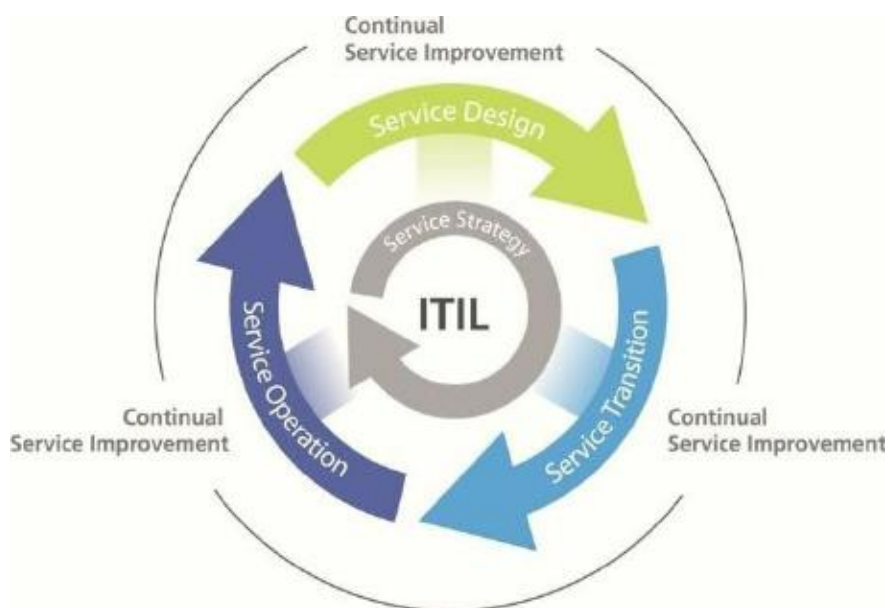 Continual
Service Improvement
Service Design
Service Strategy
ITIL
Service Operation
Service Transition
Continual
Service Improvement
Continual
Service Improvement